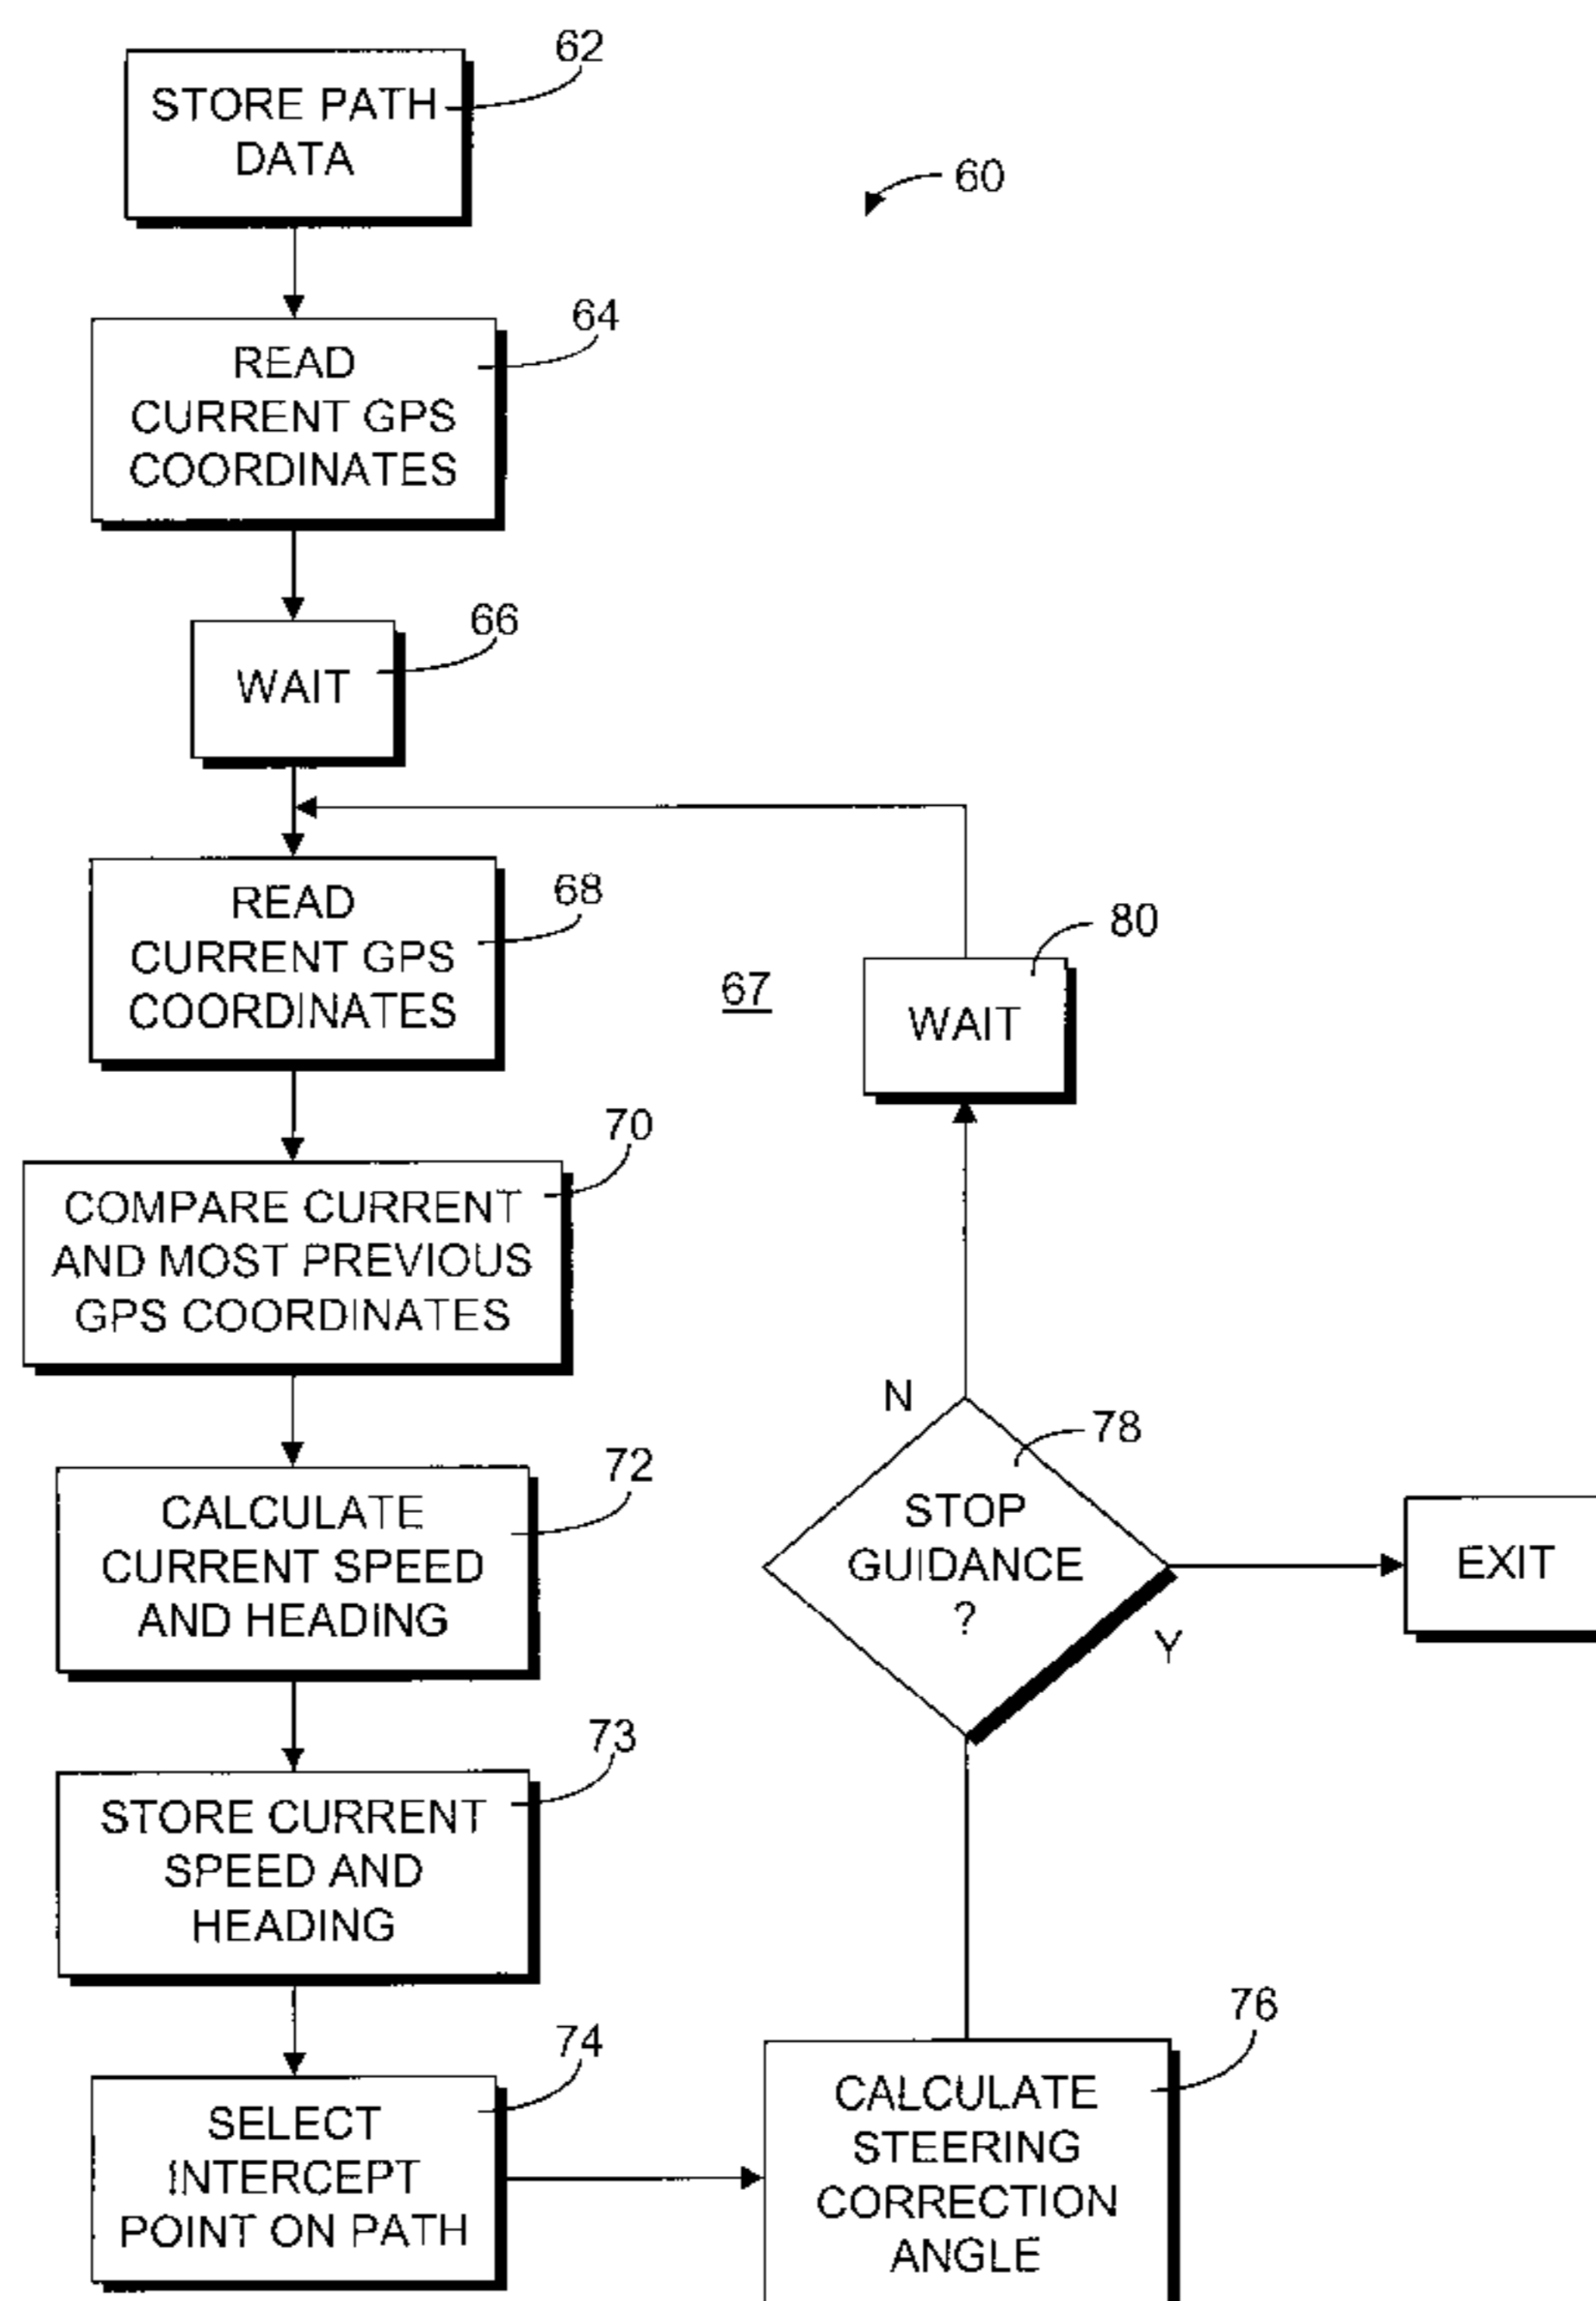 62
STORE PATH
DATA
60
64
READ
CURRENT GPS
COORDINATES
66
WAIT
68
READ
CURRENT GPS
COORDINATES
67
80
WAIT
70
COMPARE CURRENT
AND MOST PREVIOUS
GPS COORDINATES
72
CALCULATE
CURRENT SPEED
AND HEADING
73
STORE CURRENT
SPEED AND
HEADING
74
SELECT
INTERCEPT
POINT ON PATH
76
CALCULATE
STEERING
CORRECTION
ANGLE
N
78
STOP
GUIDANCE
?
Y
EXIT